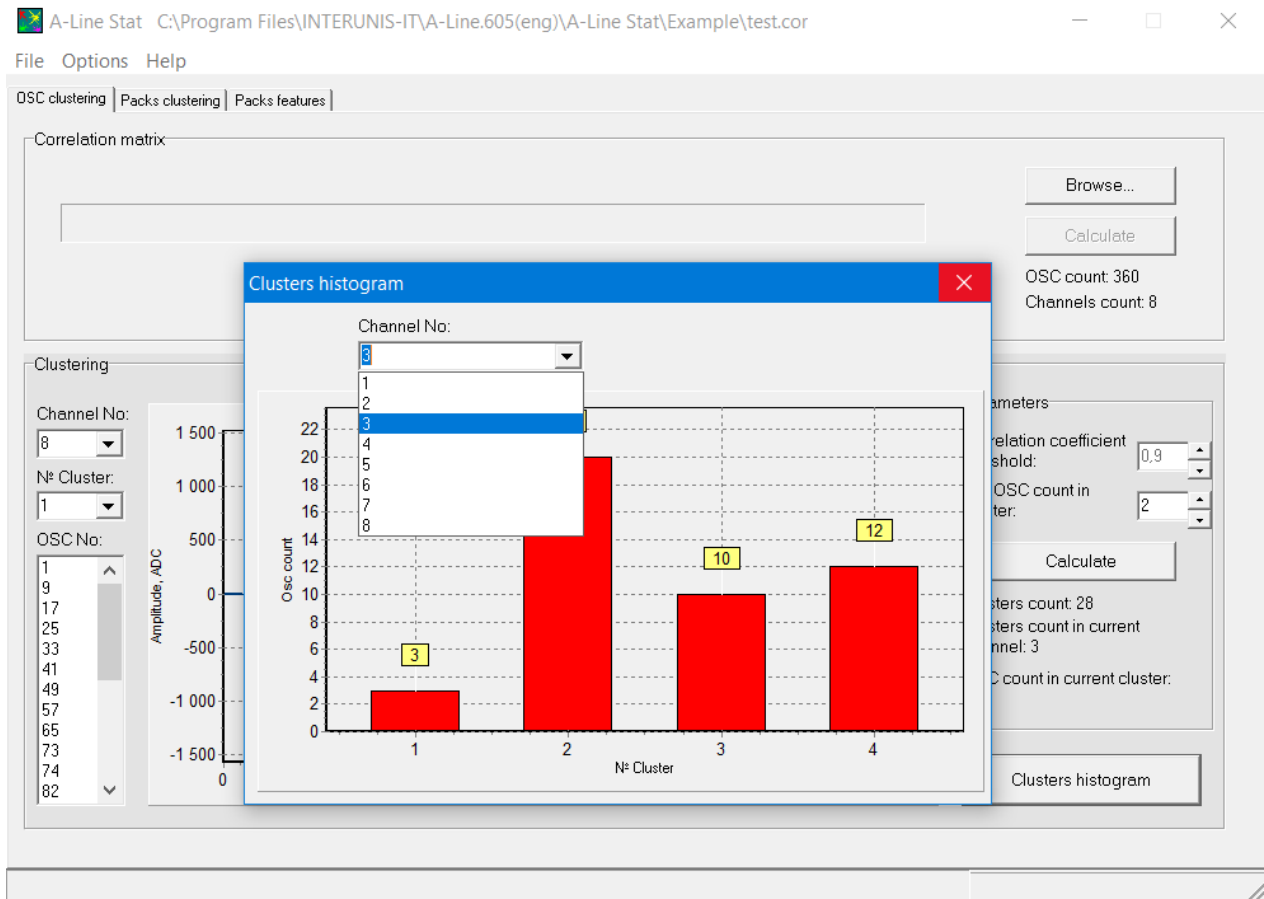 A-Line Stat C:\Program Files\INTERUNIS-IT\A-Line.605(eng)\A-Line Stat\Example\test.cor
File Options Help
OSC clustering Packs clustering Packs features
Correlation matrix
Browse...
Calculate
OSC count: 360
Channels count: 8
Clusters histogram
Channel No:
3
1
2
3
4
5
6
7
8
Osc count
22
20
18
16
14
12
10
8
6
4
2
0
3
10
12
1
2
3
4
Nº Cluster
Clustering
Channel No:
8
Nº Cluster:
1
OSC No:
1
9
17
25
33
41
49
57
65
73
74
82
Amplitude, ADC
1 500
1 000
500
0
-500
-1 000
-1 500
0
ameters
elation coefficient
shold:
0,9
OSC count in
ter:
2
Calculate
sters count: 28
sters count in current
nnel: 3
count in current cluster:
Clusters histogram